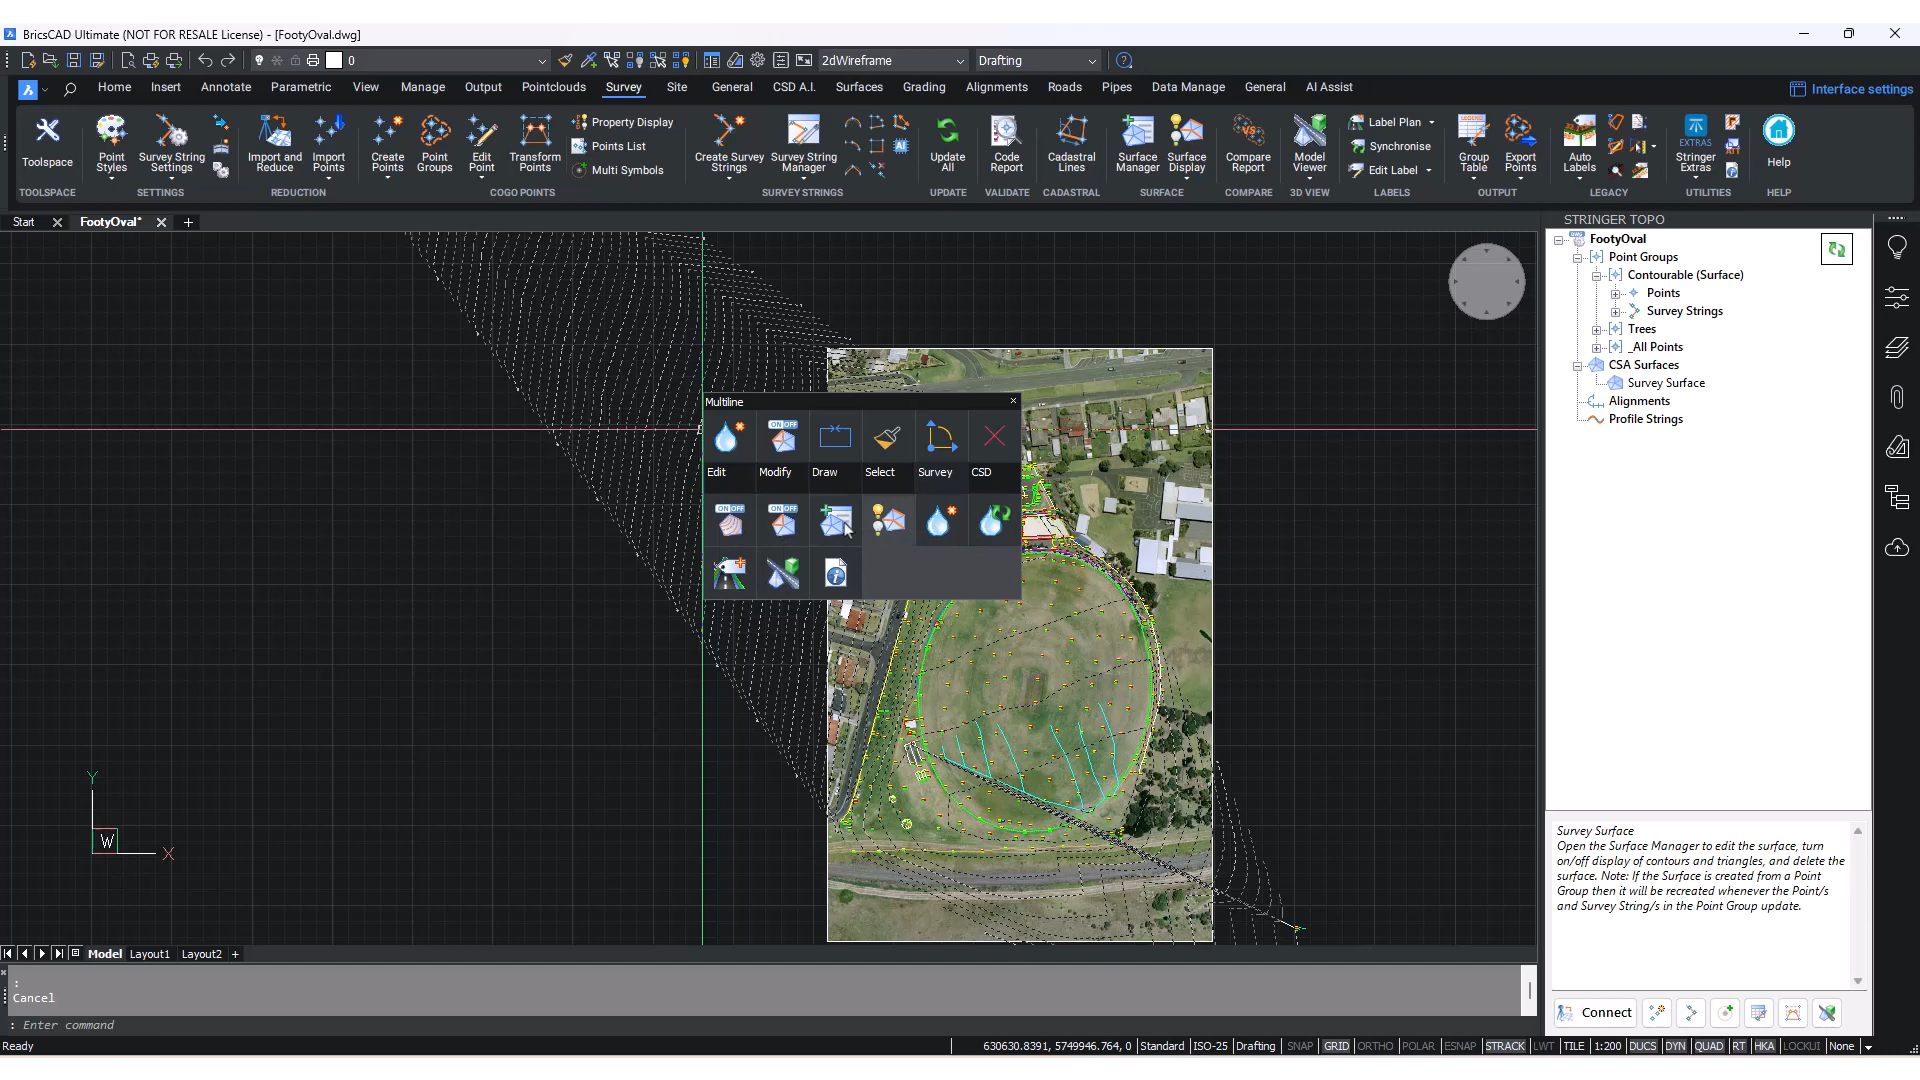 BricsCAD Ultimate (NOT FOR RESALE License) - [FootyOval.dwg]
0
2dWireframe
Drafting
Home Insert Annotate Parametric View Manage Output Pointclouds Survey Site General CSD A.I. Surfaces Grading Alignments Roads Pipes Data Manage General AI Assist
Interface settings
Toolspace
Point Styles
Survey String Settings
Import and Reduce
Import Points
Create Points
Point Groups
Edit Point
Transform Points
Property Display
Points List
Multi Symbols
Create Survey Strings
Survey String Manager
Update All
Code Report
Cadastral Lines
Surface Manager
Surface Display
Compare Report
Model Viewer
Label Plan
Synchronise
Edit Label
Group Table
Export Points
Auto Labels
EXTRAS
Stringer Extras
Help
TOOLSPACE SETTINGS REDUCTION COGO POINTS SURVEY STRINGS UPDATE VALIDATE CADASTRAL SURFACE COMPARE 3D VIEW LABELS OUTPUT LEGACY UTILITIES HELP
Start FootyOval*
STRINGER TOPO
FootyOval
Point Groups
Contourable (Surface)
Points
Survey Strings
Trees
_All Points
CSA Surfaces
Survey Surface
Alignments
Profile Strings
Multiline
ON OFF
Edit Modify Draw Select Survey CSD
ON OFF ON OFF
Y
W
X
Survey Surface
Open the Surface Manager to edit the surface, turn
on/off display of contours and triangles, and delete the
surface. Note: If the Surface is created from a Point
Group then it will be recreated whenever the Point/s
and Survey String/s in the Point Group update.
Model Layout1 Layout2 +
:
Cancel
: Enter command
Connect
Ready
630630.8391, 5749946.764, 0 Standard ISO-25 Drafting SNAP GRID ORTHO POLAR ESNAP STRACK LWT TILE 1:200 DUCS DYN QUAD RT HKA LOCKUI None